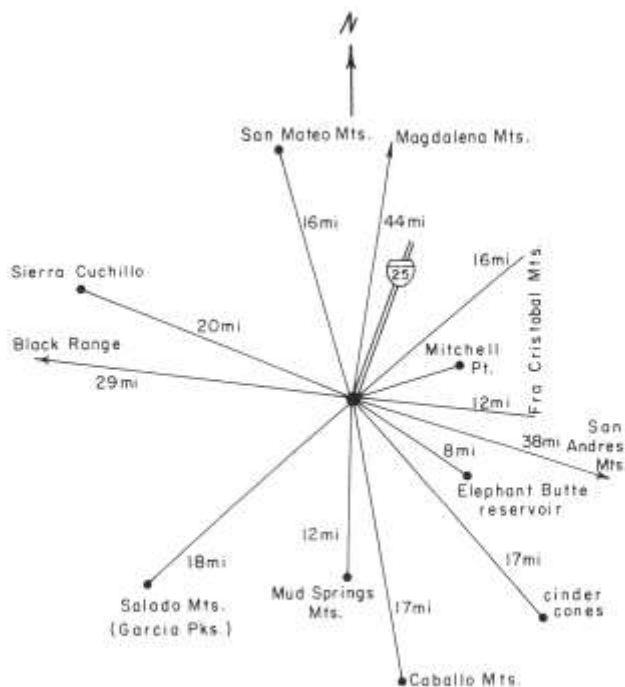 N
San Mateo Mts.
Magdalena Mts.
16mi
44mi
25
16mi
Fra Cristabal Mts.
Sierra Cuchillo
20mi
Black Range
29mi
Mitchell
Pt.
12mi
San
Andres
Mts.
38mi
8mi
Elephant Butte
reservoir
18mi
12mi
17mi
17mi
Salado Mts.
(Garcia Pks.)
Mud Springs
Mts.
cinder
cones
Caballo Mts.